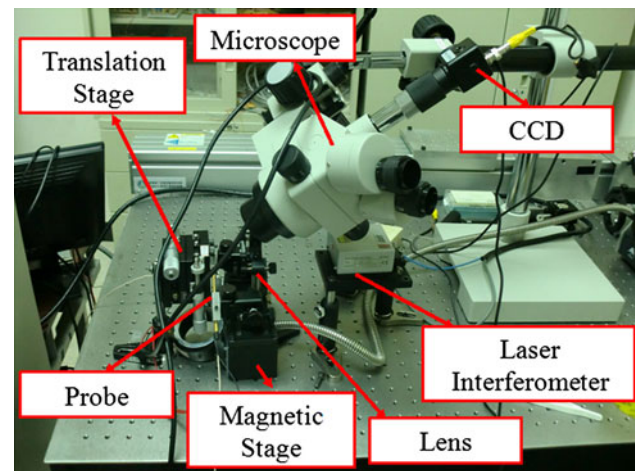 Microscope
Translation
Stage
CCD
Laser
Interferometer
Probe
Magnetic
Stage
Lens